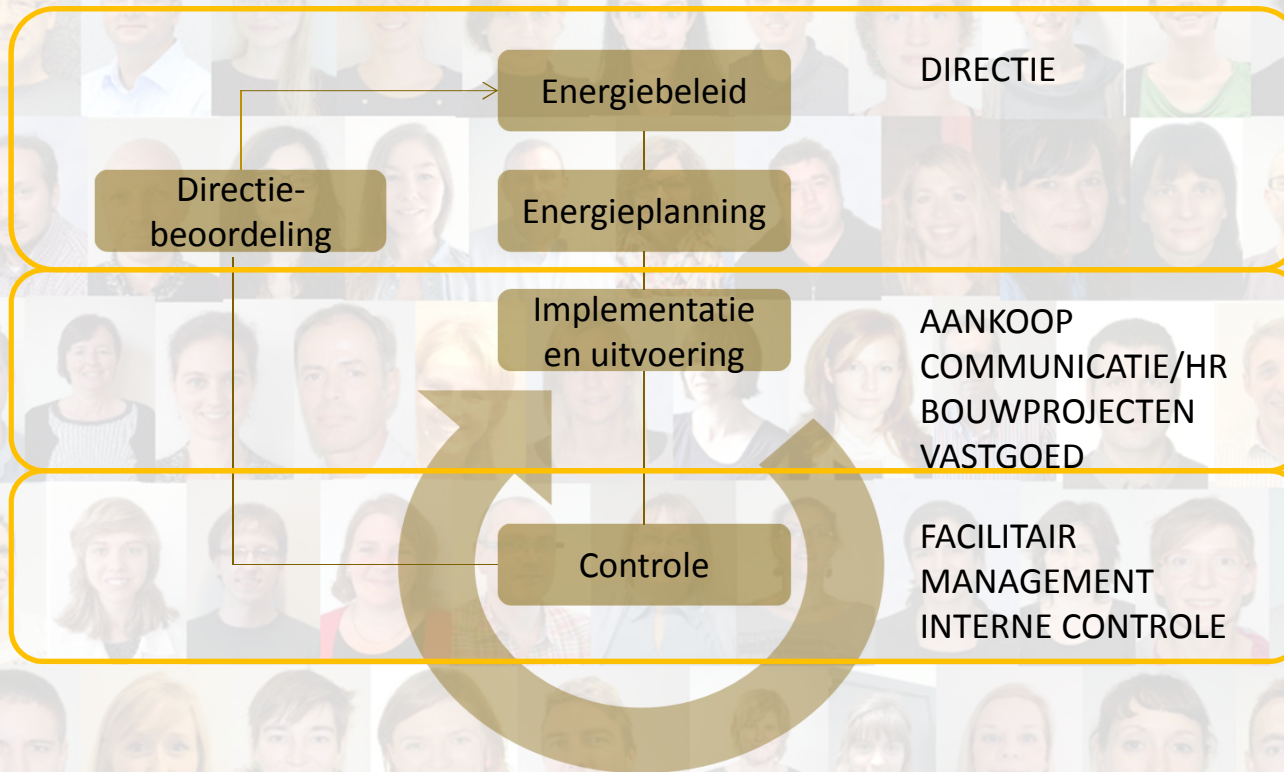 Energiebeleid
DIRECTIE
Directie-
beoordeling
Energieplanning
Implementatie
en uitvoering
AANKOOP
COMMUNICATIE/HR
BOUWPROJECTEN
VASTGOED
Controle
FACILITAIR
MANAGEMENT
INTERNE CONTROLE